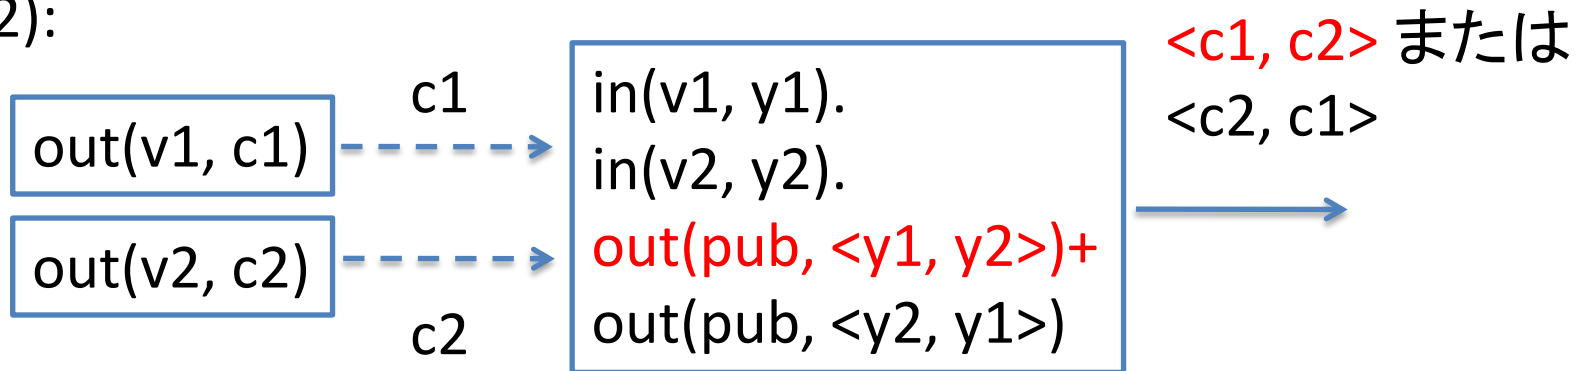 2):
out(v1, c1)
out(v2, c2)
c1
c2
in(v1, y1).
in(v2, y2).
out(pub, <y1, y2>)+
out(pub, <y2, y1>)
<c1, c2> または
<c2, c1>